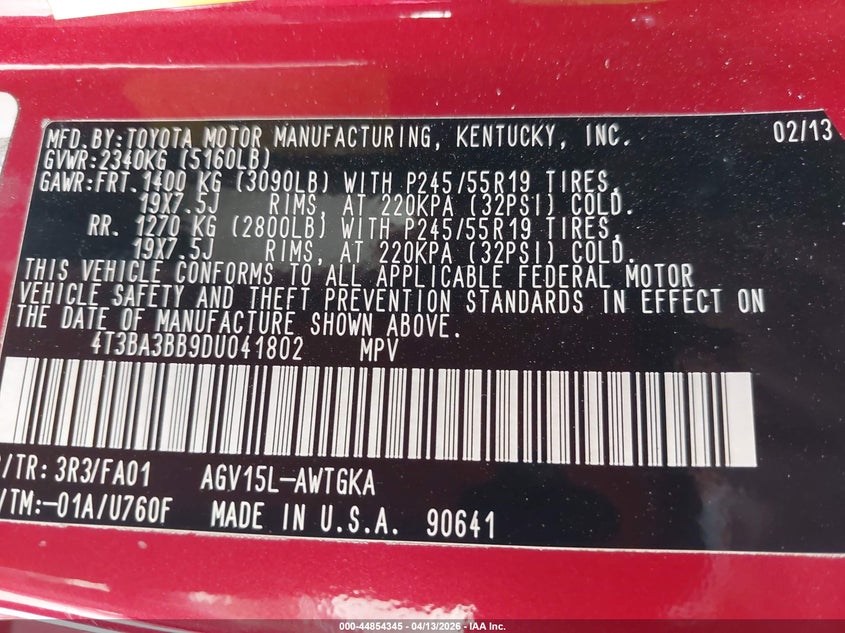 MFD.BY:TOYOTA MOTOR MANUFACTURING, KENTUCKY, INC. 02/13
GVWR:2340KG (5160LB)
GAWR:FRT.1400 KG (3090LB) WITH P245/55R19 TIRES,
19X7.5J RIMS, AT 220KPA (32PSI) COLD.
RR. 1270 KG (2800LB) WITH P245/55R19 TIRES,
19X7.5J RIMS, AT 220KPA (32PSI) COLD.
THIS VEHICLE CONFORMS TO ALL APPLICABLE FEDERAL MOTOR
VEHICLE SAFETY AND THEFT PREVENTION STANDARDS IN EFFECT ON
THE DATE OF MANUFACTURE SHOWN ABOVE.
4T3BA3BB9DU041802 MPV
/TR: 3R3/FA01 AGV15L-AWTGKA
/TM:-01A/U760F MADE IN U.S.A. 90641
000-44854345 - 04/13/2026 - IAA Inc.